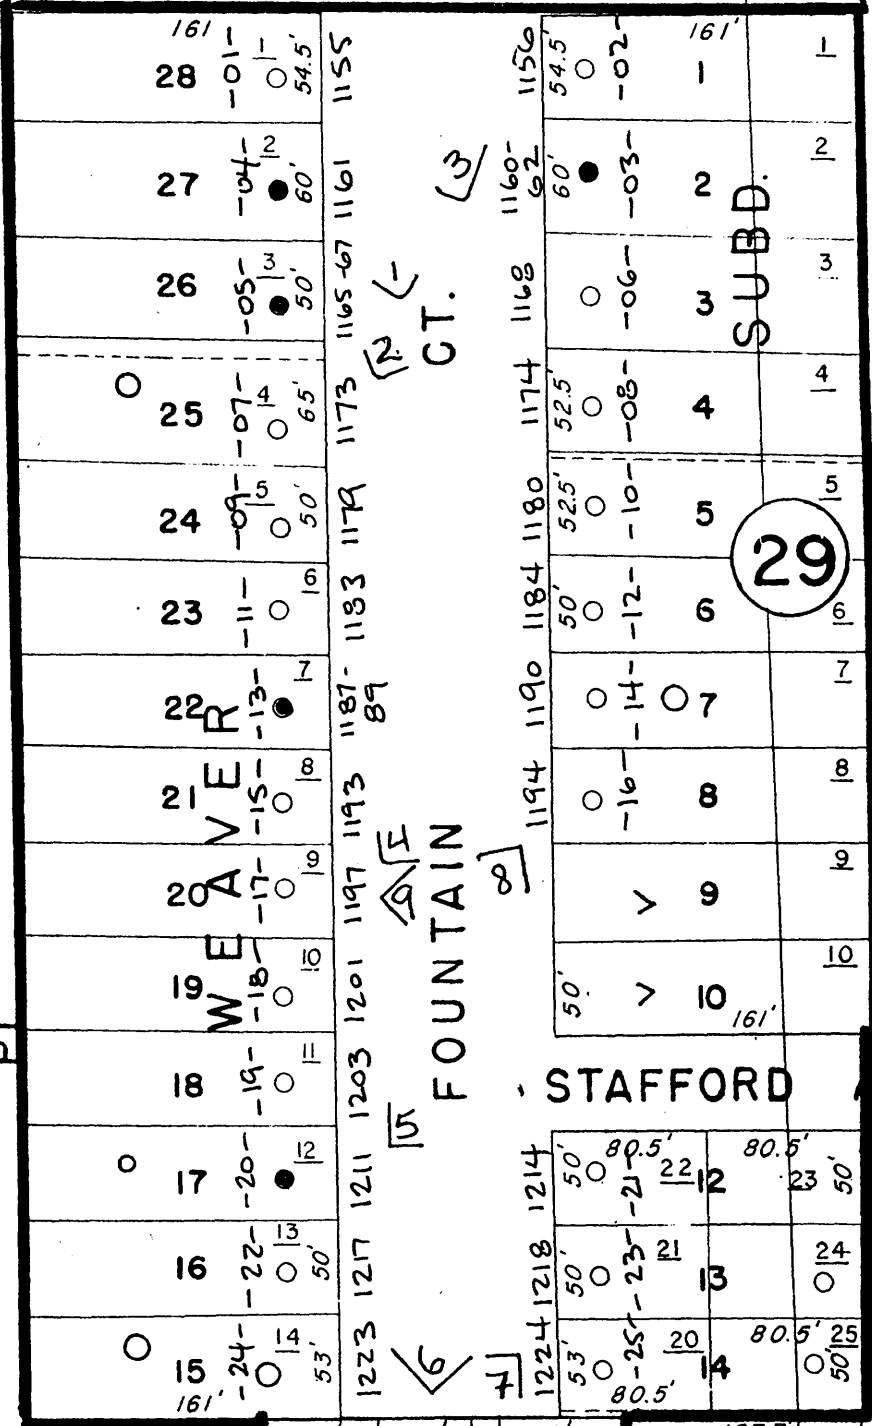 161 -01- 1 28 54.5' 1155
1156 54.5' -02- 161' 1 1
27 -04- 2 60' 1161
3 1160-62 60' -03- 2 2
26 -05- 3 50' 1165-67
1 1168 -06- 3 3
SUBD.
CT.
2
25 -07- 4 65' 1173
1174 52.5' -08- 4 4
24 -09- 5 50' 1179
1180 52.5' -10- 5 5
29
23 -11- 6 1183
1184 50' -12- 6 6
22 -13- 7 1187-89
1190 -14- 7 7
21 -15- 8 1193
1194 -16- 8 8
WEAVER
FOUNTAIN
20 -17- 9 1197
9 8
> 9 9
19 -18- 10 1201
50' > 10 161' 10
18 -19- 11 1203
STAFFORD
5
17 -20- 12 1211
1214 50' 80.5' -21- 22 12 80.5' 23 50'
16 -22- 13 50' 1217
1218 50' -23- 21 13 24
15 161' -24- 14 53' 1223
6 7
1224 53' -25- 80.5' 20 14 80.5' 25 50'